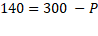 140 = 300 − P